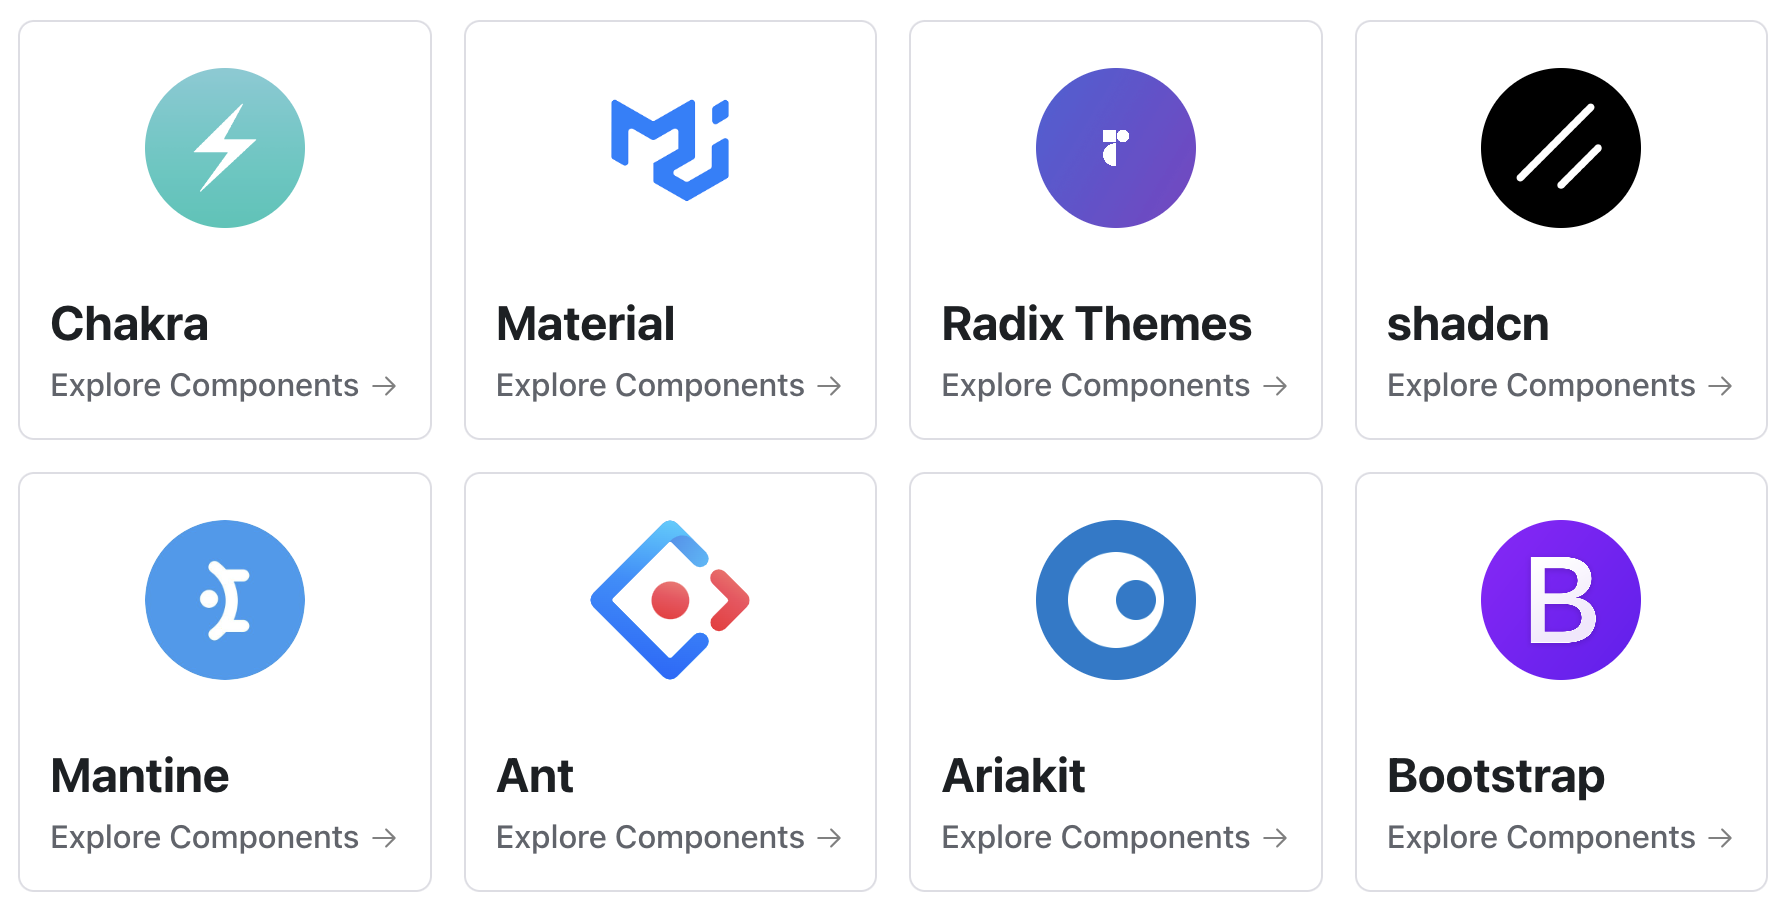 Chakra
Explore Components →
Material
Explore Components →
Radix Themes
Explore Components →
shadcn
Explore Components →
Mantine
Explore Components →
Ant
Explore Components →
Ariakit
Explore Components →
B
Bootstrap
Explore Components →